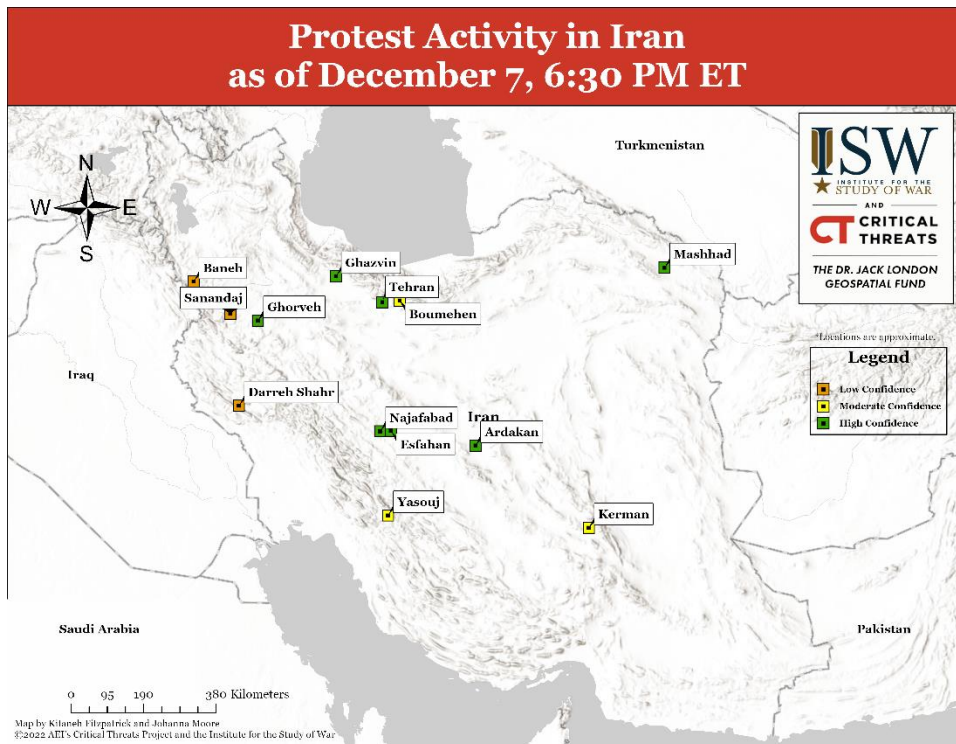 Protest Activity in Iran
as of December 7, 6:30 PM ET
N
W E
S
Turkmenistan
ISW
INSTITUTE FOR THE
STUDY OF WAR
AND
CT CRITICAL
THREATS
THE DR. JACK LONDON
GEOSPATIAL FUND
Mashhad
Baneh
Ghazvin
Tehran
Sanandaj
Ghorveh
Boumehen
*Locations are approximate.
Legend
Low Confidence
Moderate Confidence
High Confidence
Iraq
Darreh Shahr
Najafabad
Iran
Esfahan
Ardakan
Yasouj
Kerman
Saudi Arabia
Pakistan
0 95 190 380 Kilometers
Map by Kitaneh Fitzpatrick and Johanna Moore
©2022 AEI's Critical Threats Project and the Institute for the Study of War